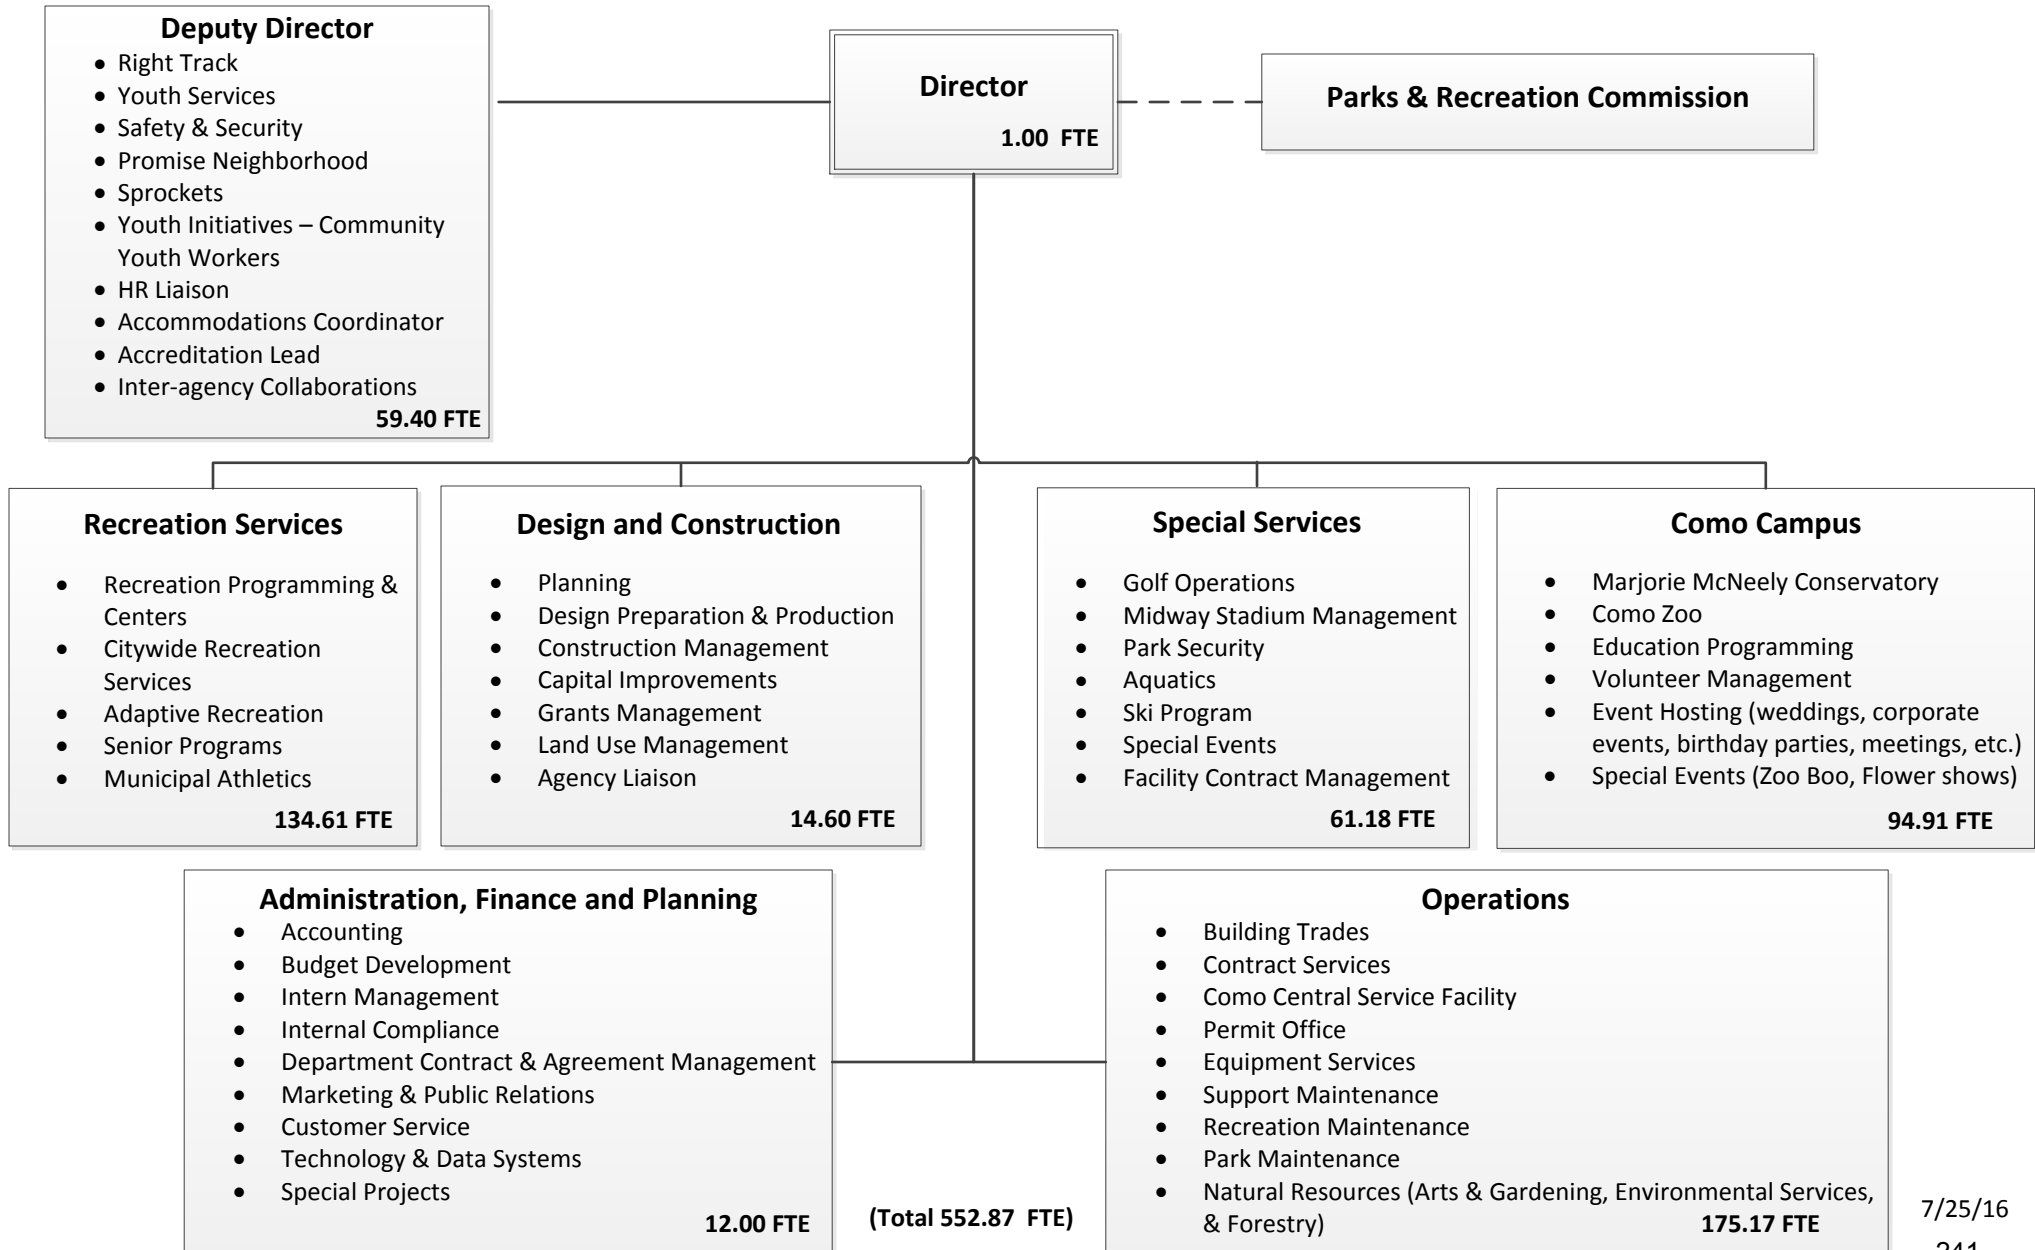 Deputy Director
• Right Track
• Youth Services
• Safety & Security
• Promise Neighborhood
• Sprockets
• Youth Initiatives – Community
Youth Workers
• HR Liaison
• Accommodations Coordinator
• Accreditation Lead
• Inter-agency Collaborations
59.40 FTE
Director
1.00 FTE
Parks & Recreation Commission
Recreation Services
• Recreation Programming &
Centers
• Citywide Recreation
Services
• Adaptive Recreation
• Senior Programs
• Municipal Athletics
134.61 FTE
Design and Construction
• Planning
• Design Preparation & Production
• Construction Management
• Capital Improvements
• Grants Management
• Land Use Management
• Agency Liaison
14.60 FTE
Special Services
• Golf Operations
• Midway Stadium Management
• Park Security
• Aquatics
• Ski Program
• Special Events
• Facility Contract Management
61.18 FTE
Como Campus
• Marjorie McNeely Conservatory
• Como Zoo
• Education Programming
• Volunteer Management
• Event Hosting (weddings, corporate
events, birthday parties, meetings, etc.)
• Special Events (Zoo Boo, Flower shows)
94.91 FTE
Administration, Finance and Planning
• Accounting
• Budget Development
• Intern Management
• Internal Compliance
• Department Contract & Agreement Management
• Marketing & Public Relations
• Customer Service
• Technology & Data Systems
• Special Projects
12.00 FTE
(Total 552.87 FTE)
Operations
• Building Trades
• Contract Services
• Como Central Service Facility
• Permit Office
• Equipment Services
• Support Maintenance
• Recreation Maintenance
• Park Maintenance
• Natural Resources (Arts & Gardening, Environmental Services,
& Forestry) 175.17 FTE
7/25/16
241